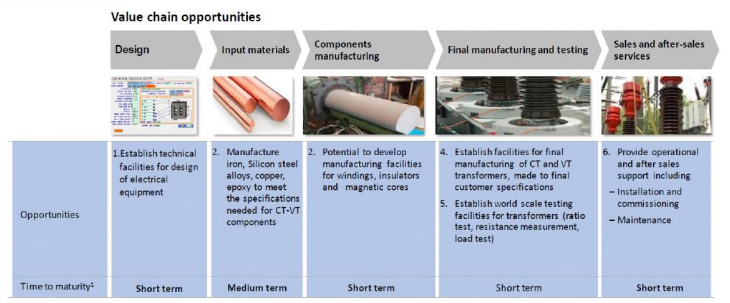 Value chain opportunities
Design
Input materials
Components
manufacturing
Final manufacturing and testing
Sales and after-sales
services
Opportunities
1.Establish technical
facilities for design
of electrical
equipment
2. Manufacture
iron, Silicon steel
alloys, copper,
epoxy to meet
the specifications
needed for CT-VT
components
2. Potential to develop
manufacturing facilities
for windings, insulators
and magnetic cores
4. Establish facilities for final
manufacturing of CT and VT
transformers, made to final
customer specifications
5. Establish world scale testing
facilities for transformers (ratio
test, resistance measurement,
load test)
6. Provide operational
and after sales
support including
– Installation and
commissioning
– Maintenance
Time to maturity1
Short term
Medium term
Short term
Short term
Short term